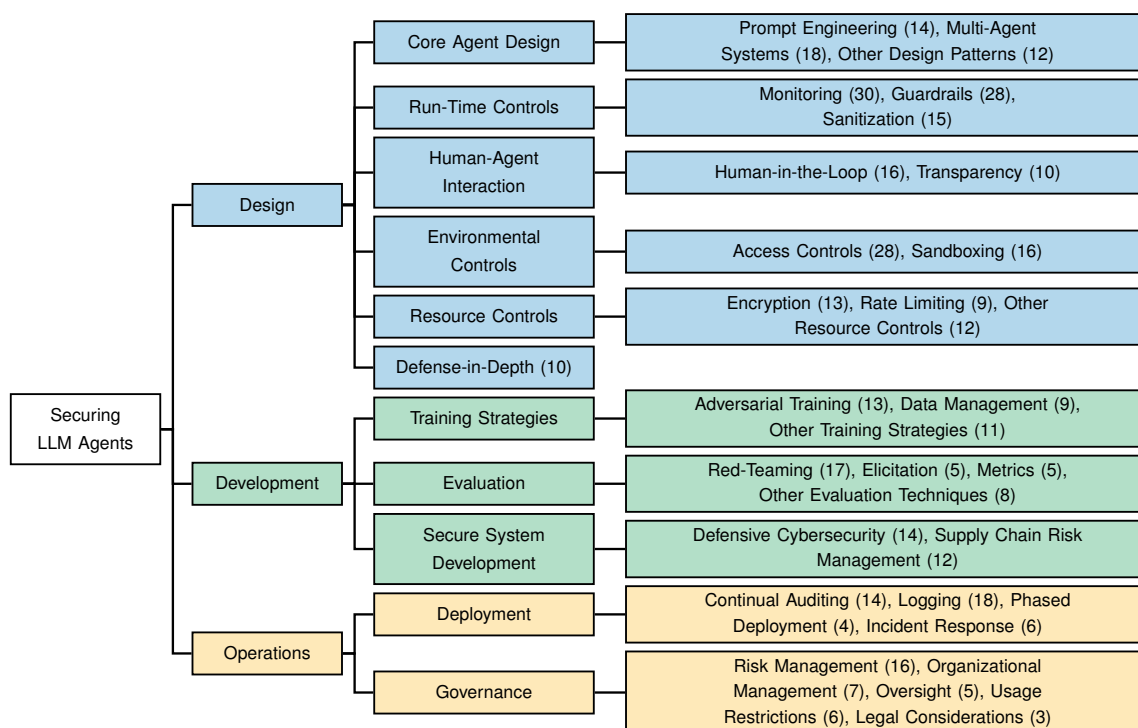 Securing
LLM Agents
Design
Core Agent Design
Prompt Engineering (14), Multi-Agent
Systems (18), Other Design Patterns (12)
Run-Time Controls
Monitoring (30), Guardrails (28),
Sanitization (15)
Human-Agent
Interaction
Human-in-the-Loop (16), Transparency (10)
Environmental
Controls
Access Controls (28), Sandboxing (16)
Resource Controls
Encryption (13), Rate Limiting (9), Other
Resource Controls (12)
Defense-in-Depth (10)
Development
Training Strategies
Adversarial Training (13), Data Management (9),
Other Training Strategies (11)
Evaluation
Red-Teaming (17), Elicitation (5), Metrics (5),
Other Evaluation Techniques (8)
Secure System
Development
Defensive Cybersecurity (14), Supply Chain Risk
Management (12)
Operations
Deployment
Continual Auditing (14), Logging (18), Phased
Deployment (4), Incident Response (6)
Governance
Risk Management (16), Organizational
Management (7), Oversight (5), Usage
Restrictions (6), Legal Considerations (3)